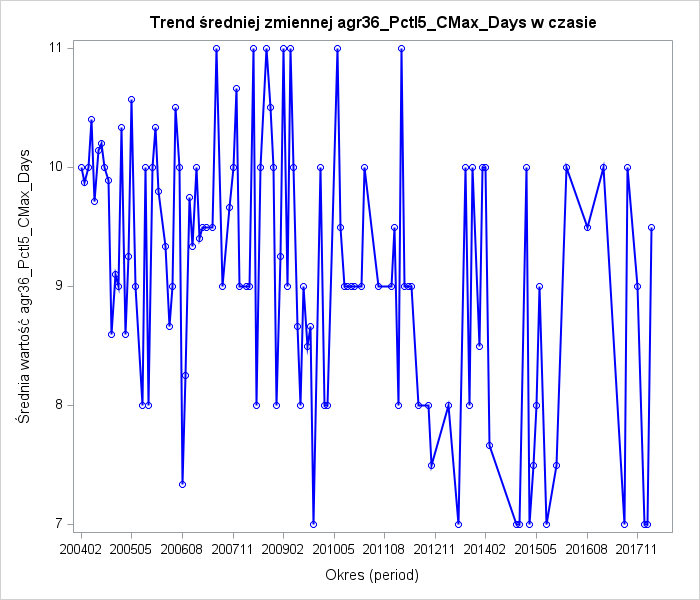 Trend średniej zmiennej agr36_Pctl5_CMax_Days w czasie
Średnia wartość agr36_Pctl5_CMax_Days
11
10
9
8
7
200402 200505 200608 200711 200902 201005 201108 201211 201402 201505 201608 201711
Okres (period)